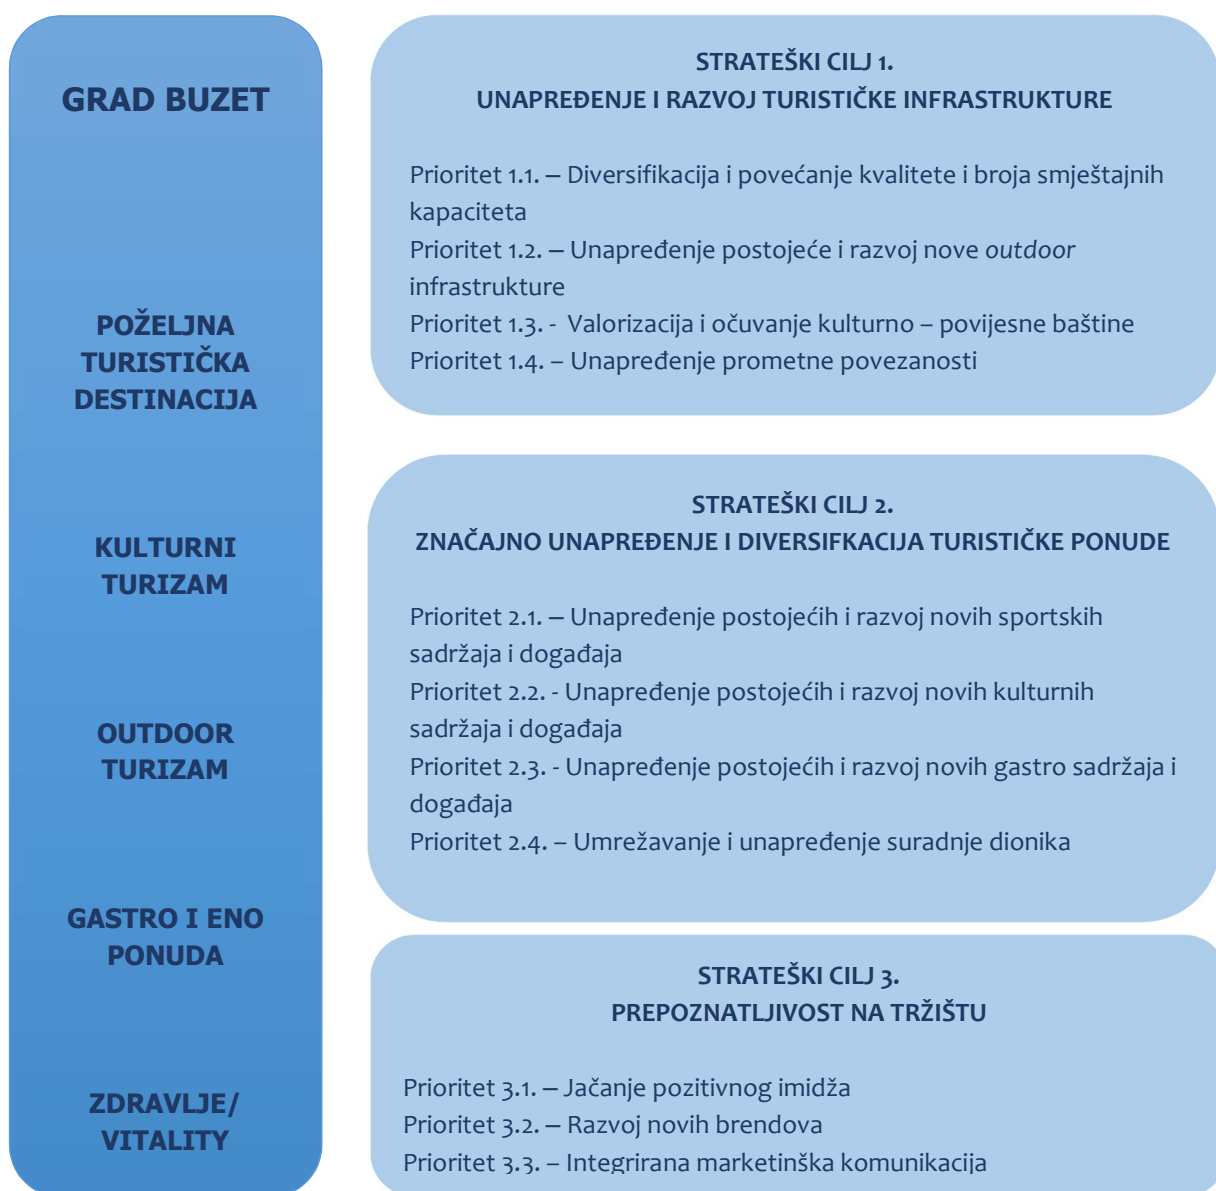 GRAD BUZET
POŽELJNA
TURISTIČKA
DESTINACIJA
KULTURNI
TURIZAM
OUTDOOR
TURIZAM
GASTRO I ENO
PONUDA
ZDRAVLJE/
VITALITY
STRATEŠKI CILJ 1.
UNAPREĐENJE I RAZVOJ TURISTIČKE INFRASTRUKTURE
Prioritet 1.1. – Diversifikacija i povećanje kvalitete i broja smještajnih
kapaciteta
Prioritet 1.2. – Unapređenje postojeće i razvoj nove outdoor
infrastrukture
Prioritet 1.3. - Valorizacija i očuvanje kulturno – povijesne baštine
Prioritet 1.4. – Unapređenje prometne povezanosti
STRATEŠKI CILJ 2.
ZNAČAJNO UNAPREĐENJE I DIVERSIFKACIJA TURISTIČKE PONUDE
Prioritet 2.1. – Unapređenje postojećih i razvoj novih sportskih
sadržaja i događaja
Prioritet 2.2. - Unapređenje postojećih i razvoj novih kulturnih
sadržaja i događaja
Prioritet 2.3. - Unapređenje postojećih i razvoj novih gastro sadržaja i
događaja
Prioritet 2.4. – Umrežavanje i unapređenje suradnje dionika
STRATEŠKI CILJ 3.
PREPOZNATLJIVOST NA TRŽIŠTU
Prioritet 3.1. – Jačanje pozitivnog imidža
Prioritet 3.2. – Razvoj novih brendova
Prioritet 3.3. – Integrirana marketinška komunikacija